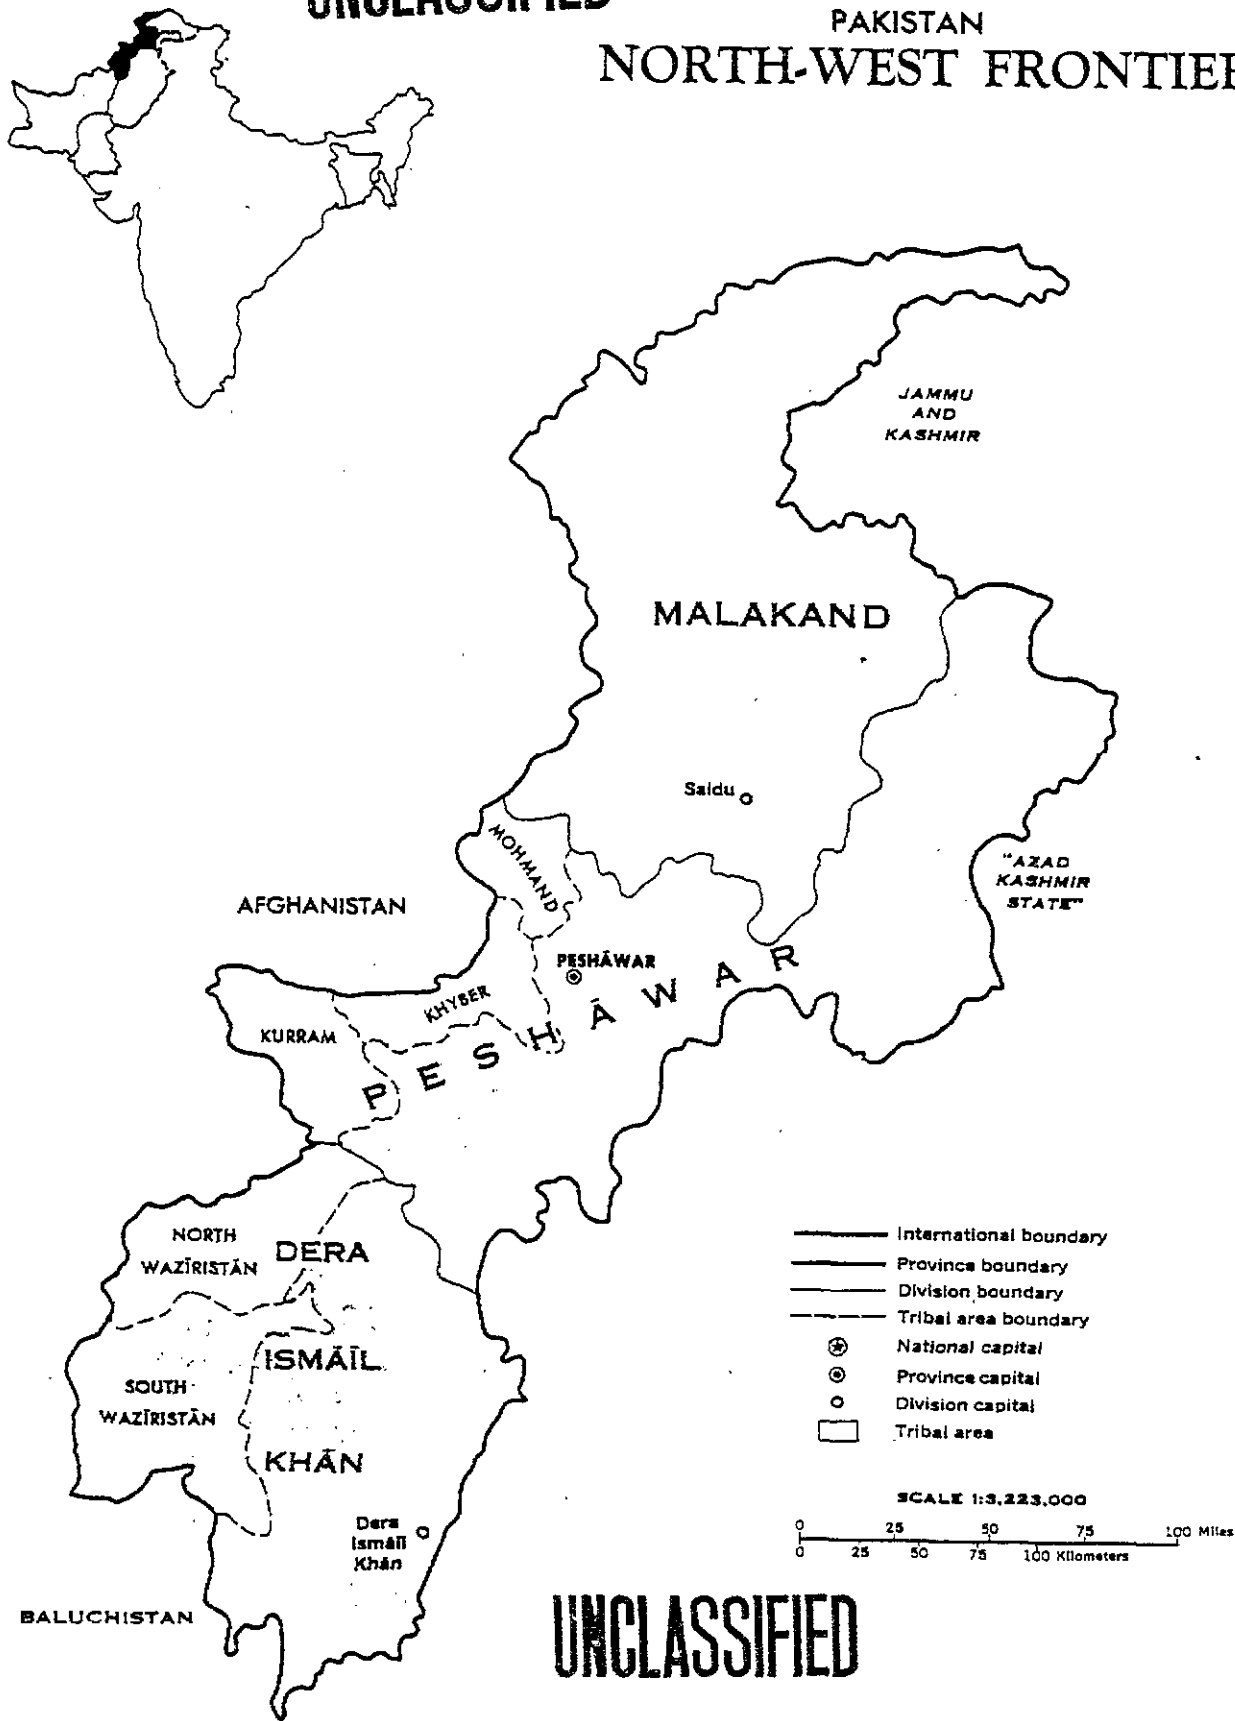 UNCLASSIFIED
PAKISTAN
NORTH-WEST FRONTIER
JAMMU
AND
KASHMIR
MALAKAND
Saidu
MOHMAND
"AZAD
KASHMIR
STATE"
AFGHANISTAN
PESHĀWAR
KHYBER
KURRAM
PESHĀWAR
NORTH
WAZĪRISTĀN
DERA
ISMĀĪL
KHĀN
SOUTH
WAZĪRISTĀN
Dera
Ismāīl
Khān
BALUCHISTAN
International boundary
Province boundary
Division boundary
Tribal area boundary
National capital
Province capital
Division capital
Tribal area
SCALE 1:3,223,000
0 25 50 75 100 Miles
0 25 50 75 100 Kilometers
UNCLASSIFIED